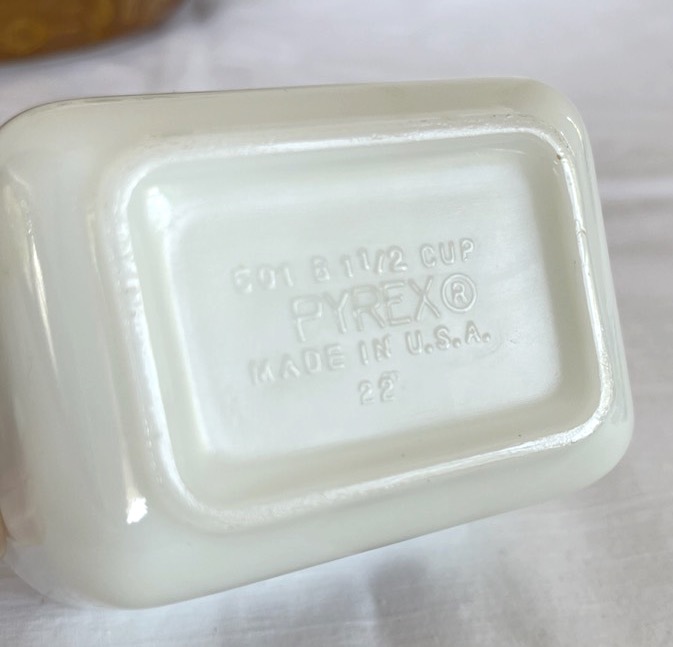 501 B 1 1/2 CUP
PYREX®
MADE IN U.S.A.
22